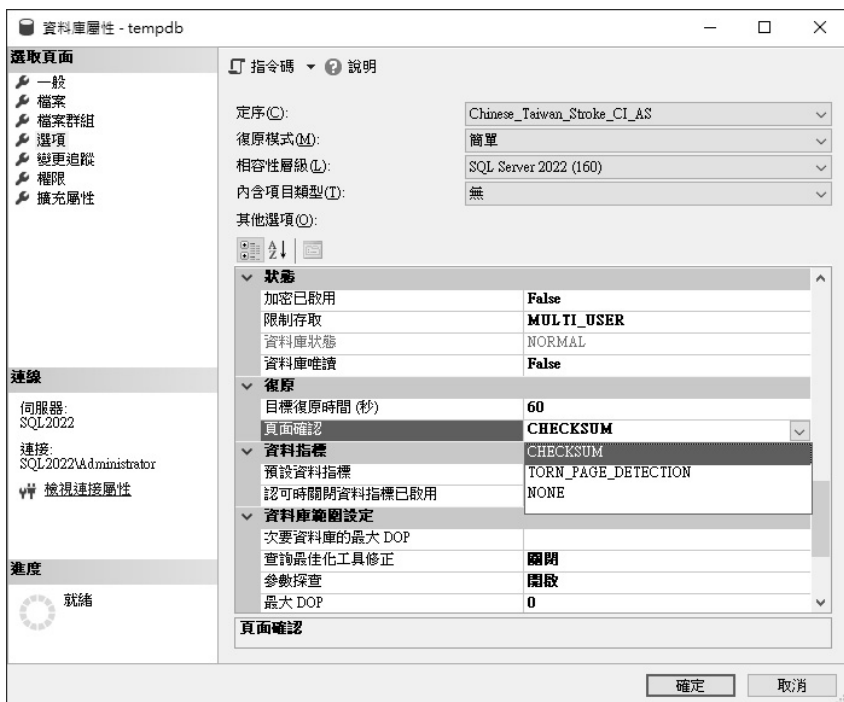 資料庫屬性 - tempdb
選取頁面
一般
檔案
檔案群組
選項
變更追蹤
權限
擴充屬性
連線
伺服器:
SQL2022
連接:
SQL2022\Administrator
檢視連接屬性
進度
就緒
指令碼 說明
定序(C): Chinese_Taiwan_Stroke_CI_AS
復原模式(M): 簡單
相容性層級(L): SQL Server 2022 (160)
內含項目類型(T): 無
其他選項(O):
狀態
加密已啟用 False
限制存取 MULTI_USER
資料庫狀態 NORMAL
資料庫唯讀 False
復原
目標復原時間 (秒) 60
頁面確認 CHECKSUM
資料指標 CHECKSUM
預設資料指標 TORN_PAGE_DETECTION
認可時關閉資料指標已啟用 NONE
資料庫範圍設定
次要資料庫的最大 DOP
查詢最佳化工具修正 關閉
參數探查 開啟
最大 DOP 0
頁面確認
確定 取消